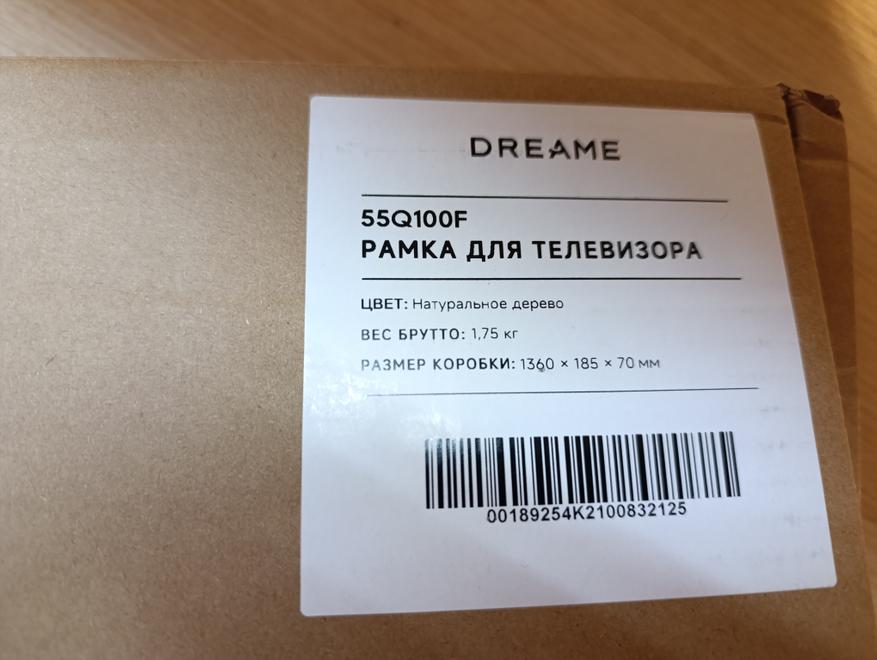 DREAME
55Q100F
РАМКА ДЛЯ ТЕЛЕВИЗОРА
ЦВЕТ: Натуральное дерево
ВЕС БРУТТО: 1,75 кг
РАЗМЕР КОРОБКИ: 1360 × 185 × 70 мм
00189254K2100832125